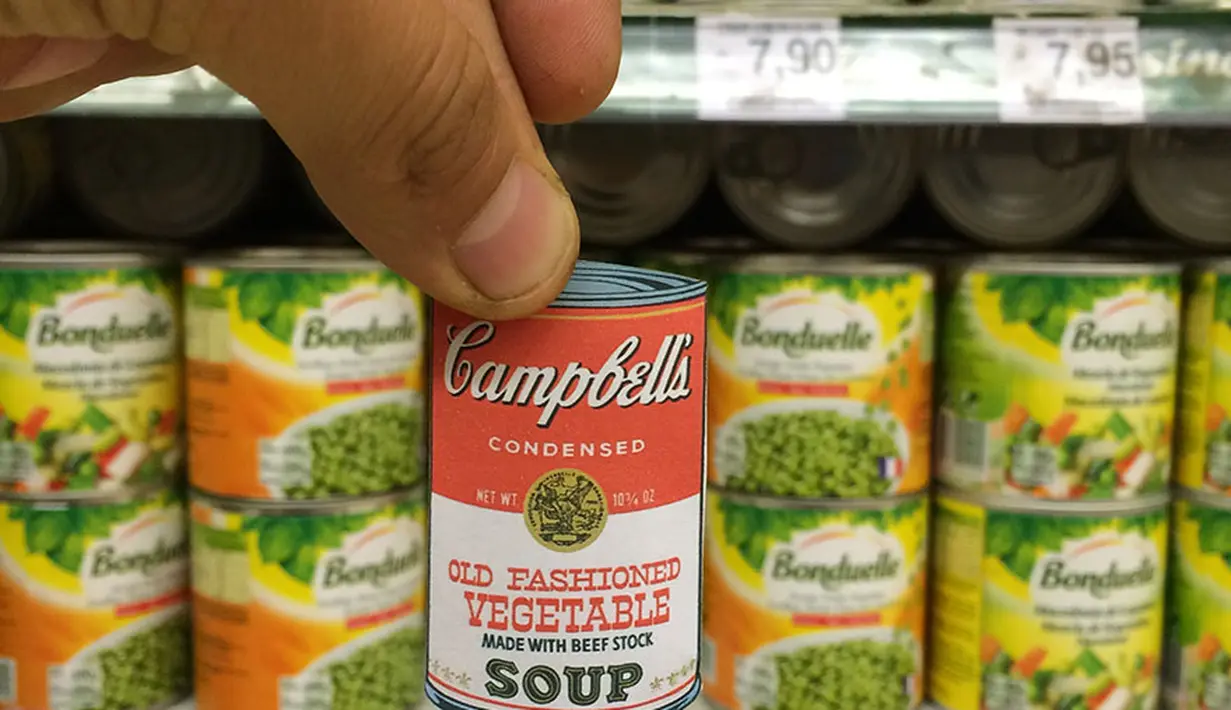 7,90
7,95
Campbell's
CONDENSED
NET WT. 10¾ OZ
OLD FASHIONED
VEGETABLE
MADE WITH BEEF STOCK
SOUP
Bonduelle
Bonduelle
Bonduelle
Bonduelle
Bonduelle
Bonduelle
Bonduelle
Bonduelle